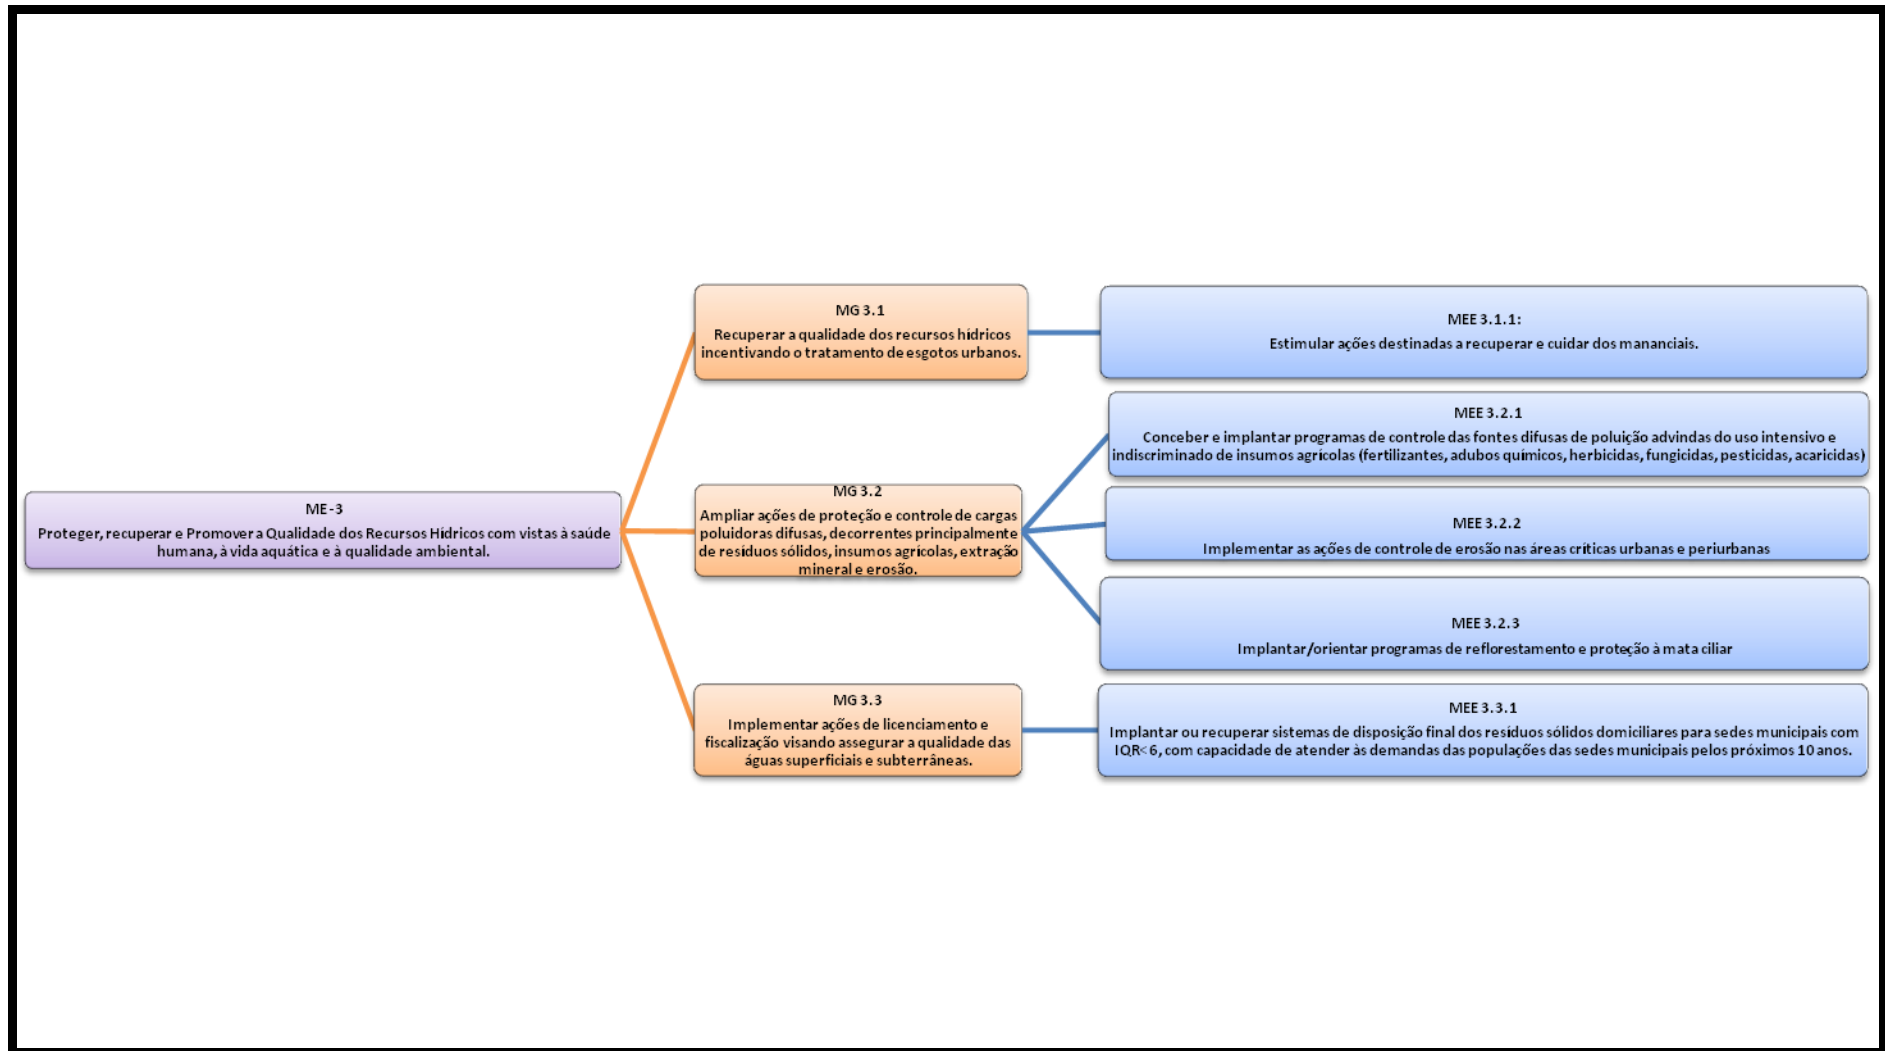 ME-3
Proteger, recuperar e Promover a Qualidade dos Recursos Hídricos com vistas à saúde
humana, à vida aquática e à qualidade ambiental.
MG 3.1
Recuperar a qualidade dos recursos hídricos
incentivando o tratamento de esgotos urbanos.
MEE 3.1.1:
Estimular ações destinadas a recuperar e cuidar dos mananciais.
MG 3.2
Ampliar ações de proteção e controle de cargas
poluidoras difusas, decorrentes principalmente
de resíduos sólidos, insumos agrícolas, extração
mineral e erosão.
MEE 3.2.1
Conceber e implantar programas de controle das fontes difusas de poluição advindas do uso intensivo e
indiscriminado de insumos agrícolas (fertilizantes, adubos químicos, herbicidas, fungicidas, pesticidas, acaricidas)
MEE 3.2.2
Implementar as ações de controle de erosão nas áreas críticas urbanas e periurbanas
MEE 3.2.3
Implantar/orientar programas de reflorestamento e proteção à mata ciliar
MG 3.3
Implementar ações de licenciamento e
fiscalização visando assegurar a qualidade das
águas superficiais e subterrâneas.
MEE 3.3.1
Implantar ou recuperar sistemas de disposição final dos resíduos sólidos domiciliares para sedes municipais com
IQR<6, com capacidade de atender às demandas das populações das sedes municipais pelos próximos 10 anos.